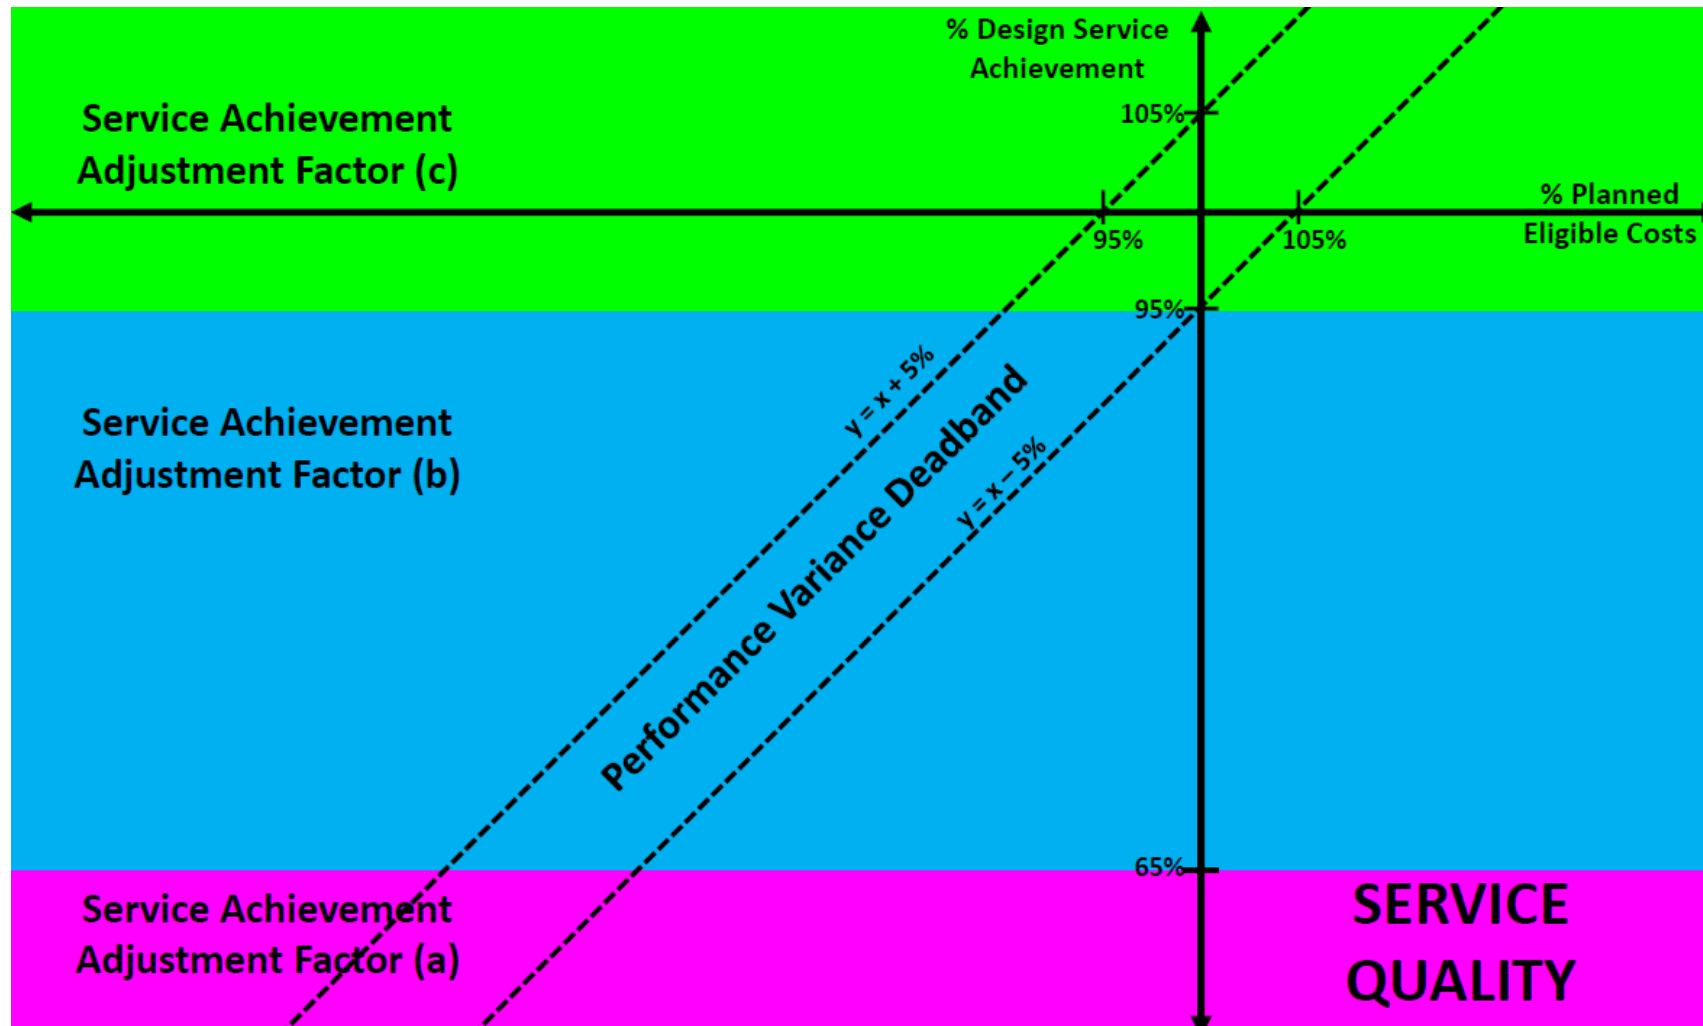 % Design Service
Achievement
Service Achievement
Adjustment Factor (c)
105%
% Planned
Eligible Costs
95%
105%
95%
y = x + 5%
Performance Variance Deadband
y = x – 5%
Service Achievement
Adjustment Factor (b)
65%
Service Achievement
Adjustment Factor (a)
SERVICE
QUALITY